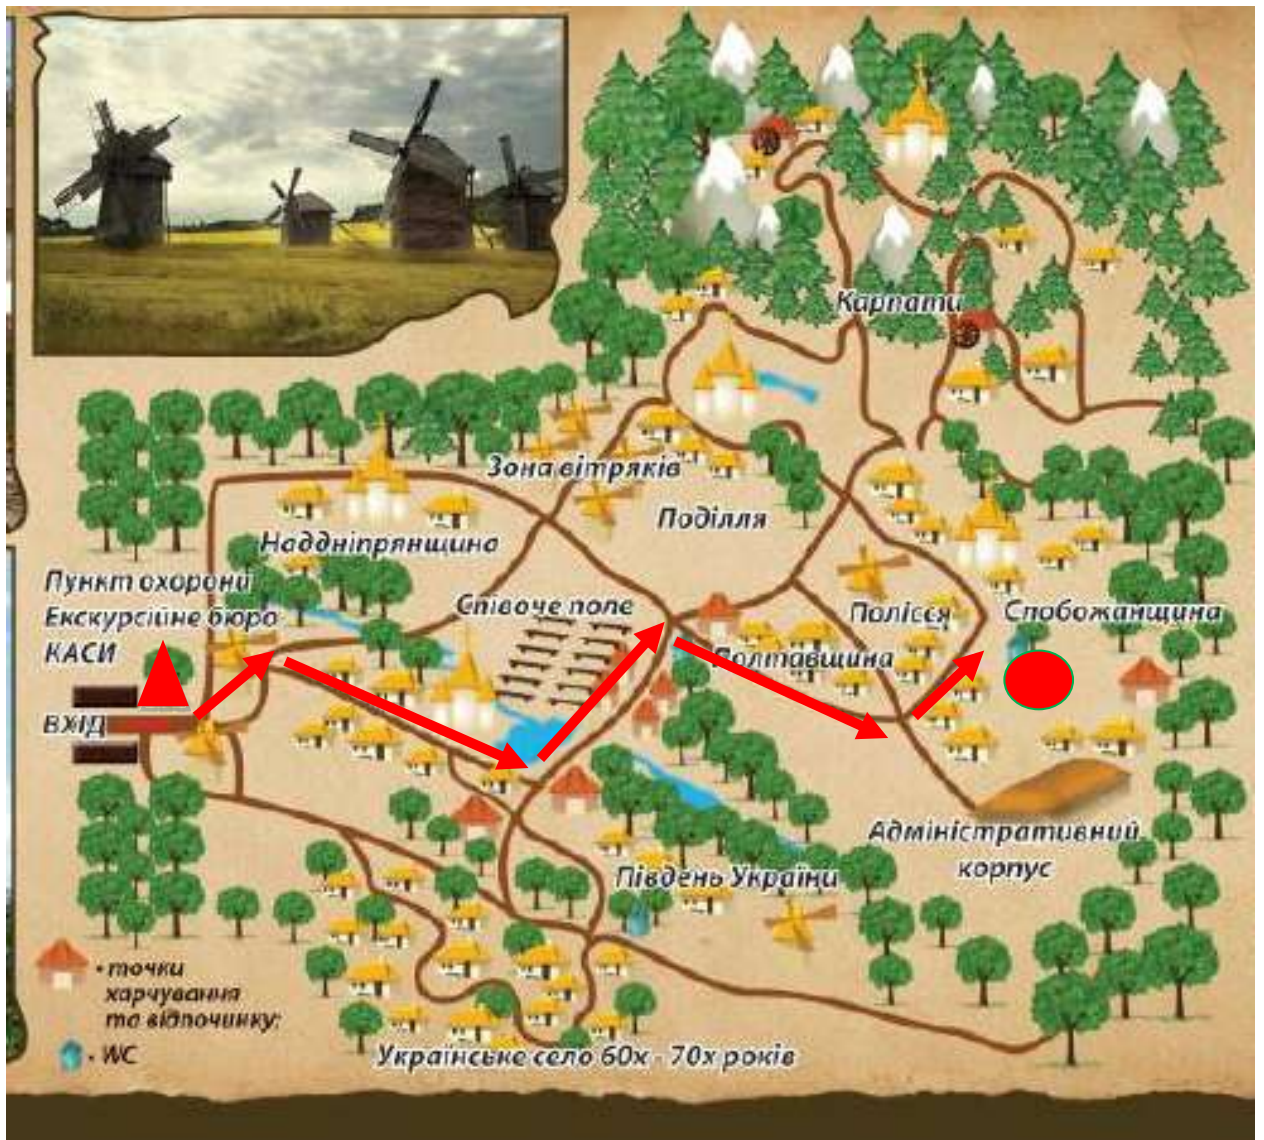 Карпати
Зона вітряків
Поділля
Наддніпрянщина
Пункт охорони
Екскурсійне бюро
КАСИ
ВХІД
Співоче поле
Полісся
Слобожанщина
Полтавщина
Адміністративний
корпус
Південь України
• точки
харчування
та відпочинку;
- WC
Українське село 60х - 70х років